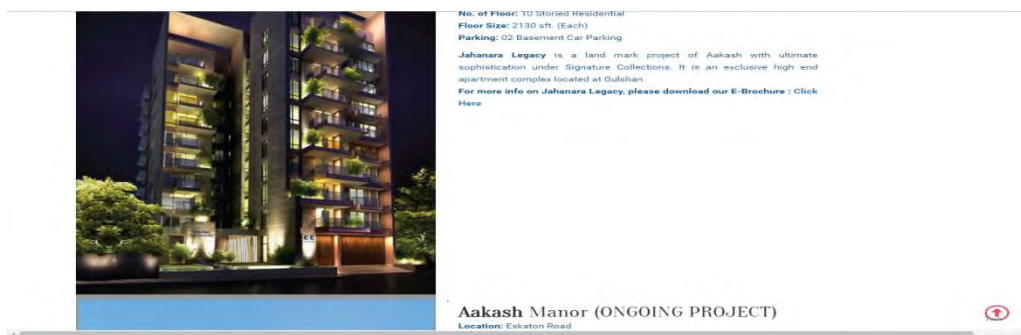 No. of Floor: 10 Storied Residential
Floor Size: 2130 sft. (Each)
Parking: 02 Basement Car Parking
Jahanara Legacy is a land mark project of Aakash with ultimate
sophistication under Signature Collections. It is an exclusive high end
apartment complex located at Gulshan.
For more info on Jahanara Legacy, please download our E-Brochure : Click
Here
Aakash Manor (ONGOING PROJECT)
Location: Eskaton Road